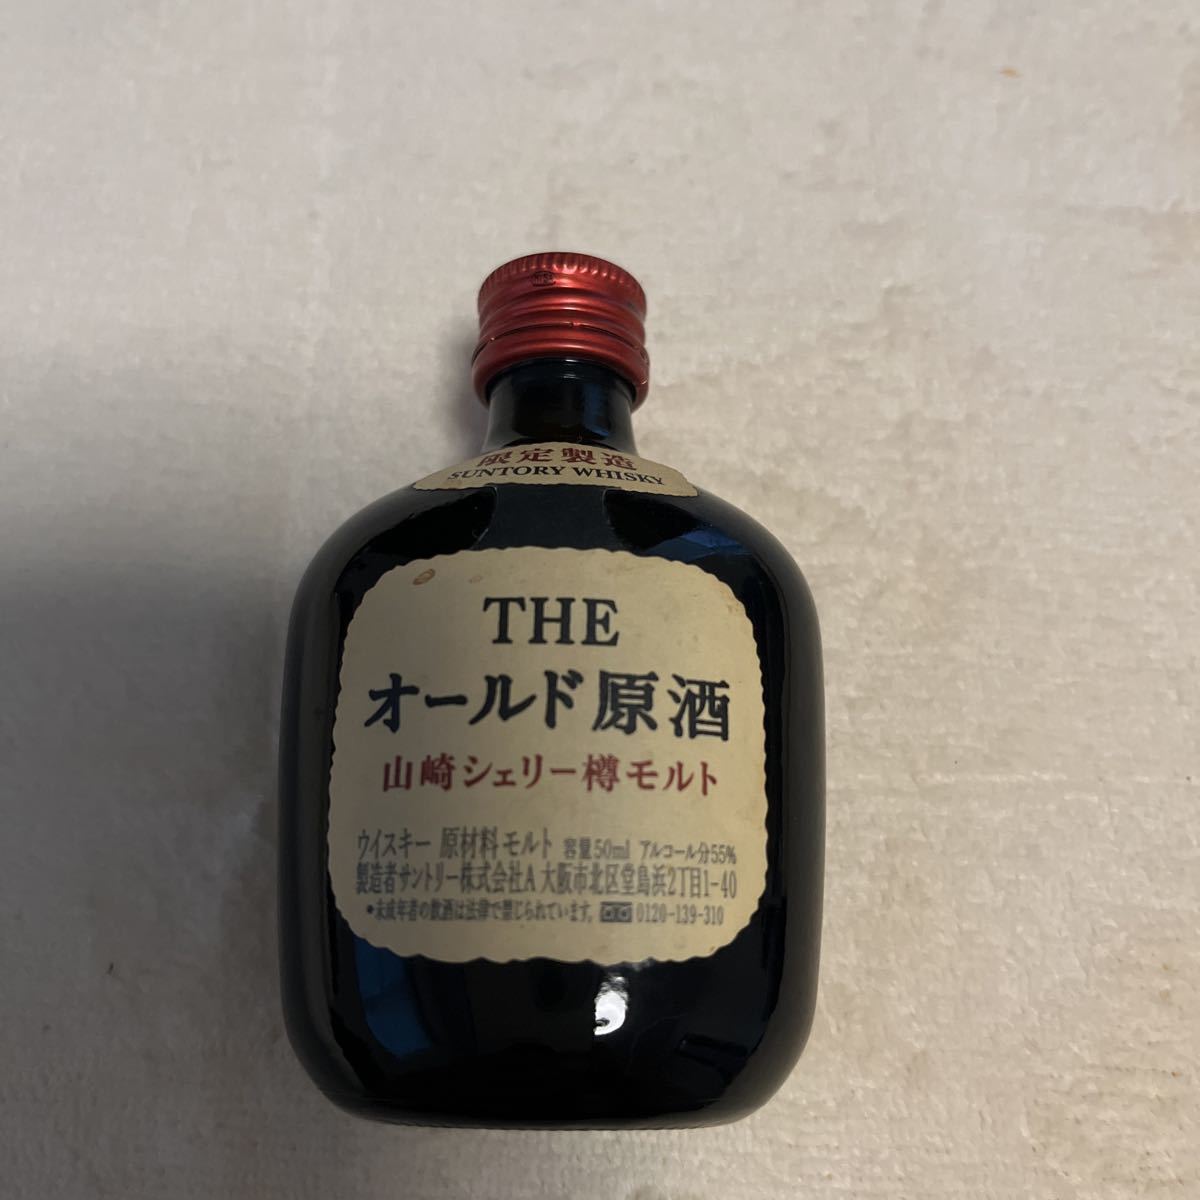 限定製造
SUNTORY WHISKY
THE
オールド原酒
山崎シェリー樽モルト
ウイスキー 原材料 モルト 容量50ml アルコール分55%
製造者サントリー株式会社A 大阪市北区堂島浜2丁目1-40
•未成年者の飲酒は法律で禁じられています。 0120-139-310